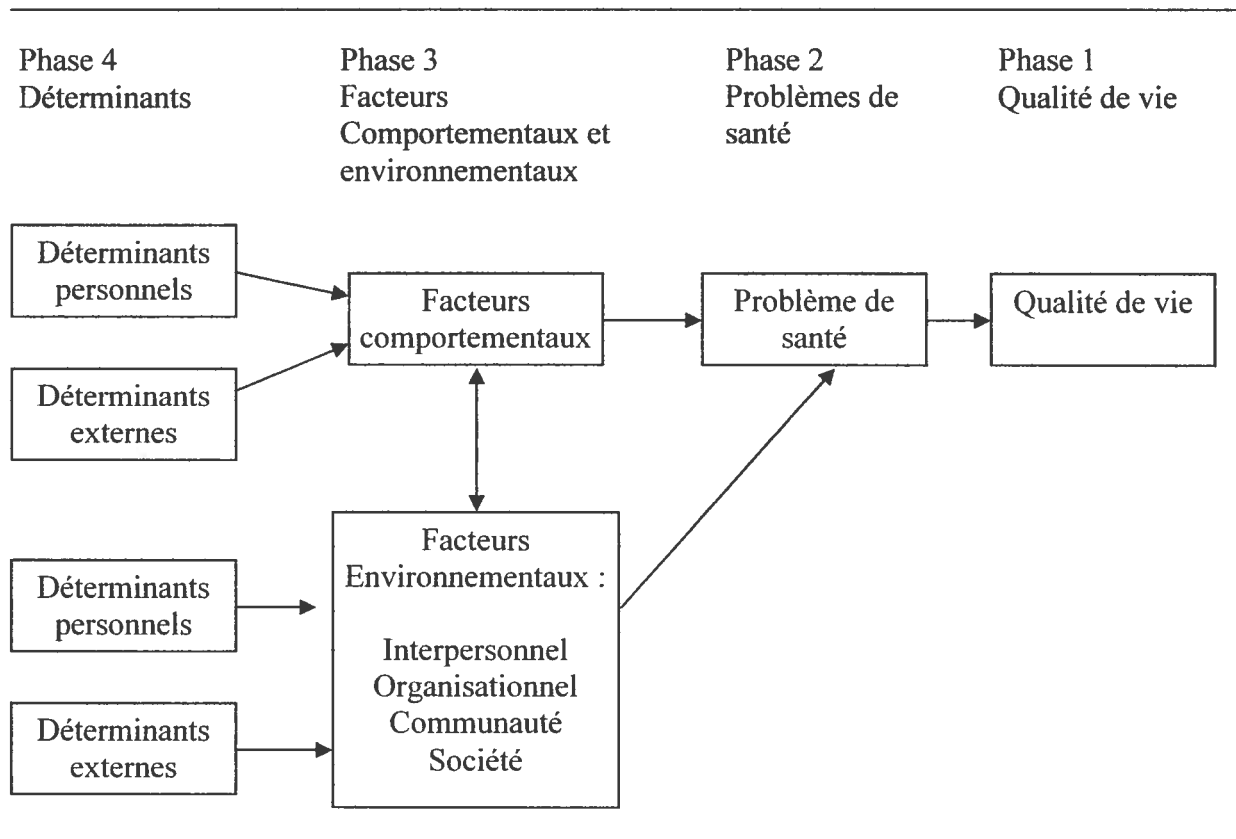 Phase 4
Déterminants
Phase 3
Facteurs
Comportementaux et
environnementaux
Phase 2
Problèmes de
santé
Phase 1
Qualité de vie
Déterminants
personnels
Déterminants
externes
Facteurs
comportementaux
Problème de
santé
Qualité de vie
Déterminants
personnels
Déterminants
externes
Facteurs
Environnementaux :
Interpersonnel
Organisationnel
Communauté
Société